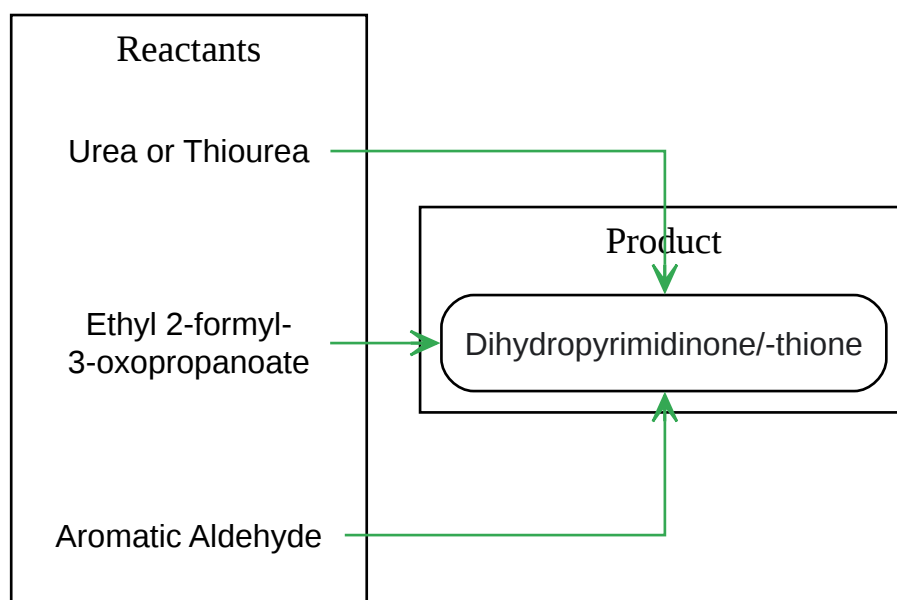 Reactants
Urea or Thiourea
Ethyl 2-formyl-
3-oxopropanoate
Aromatic Aldehyde
Product
Dihydropyrimidinone/-thione